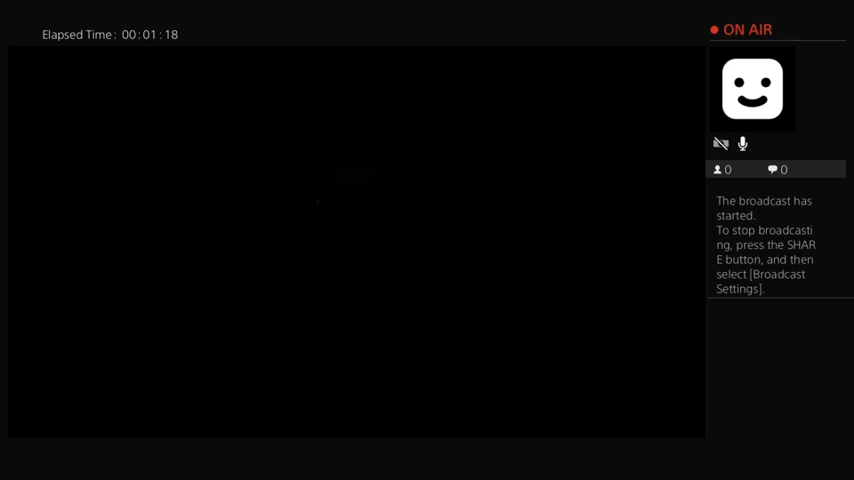 Elapsed Time: 00:01:18
ON AIR
0 0
The broadcast has
started.
To stop broadcasti
ng, press the SHAR
E button, and then
select [Broadcast
Settings].